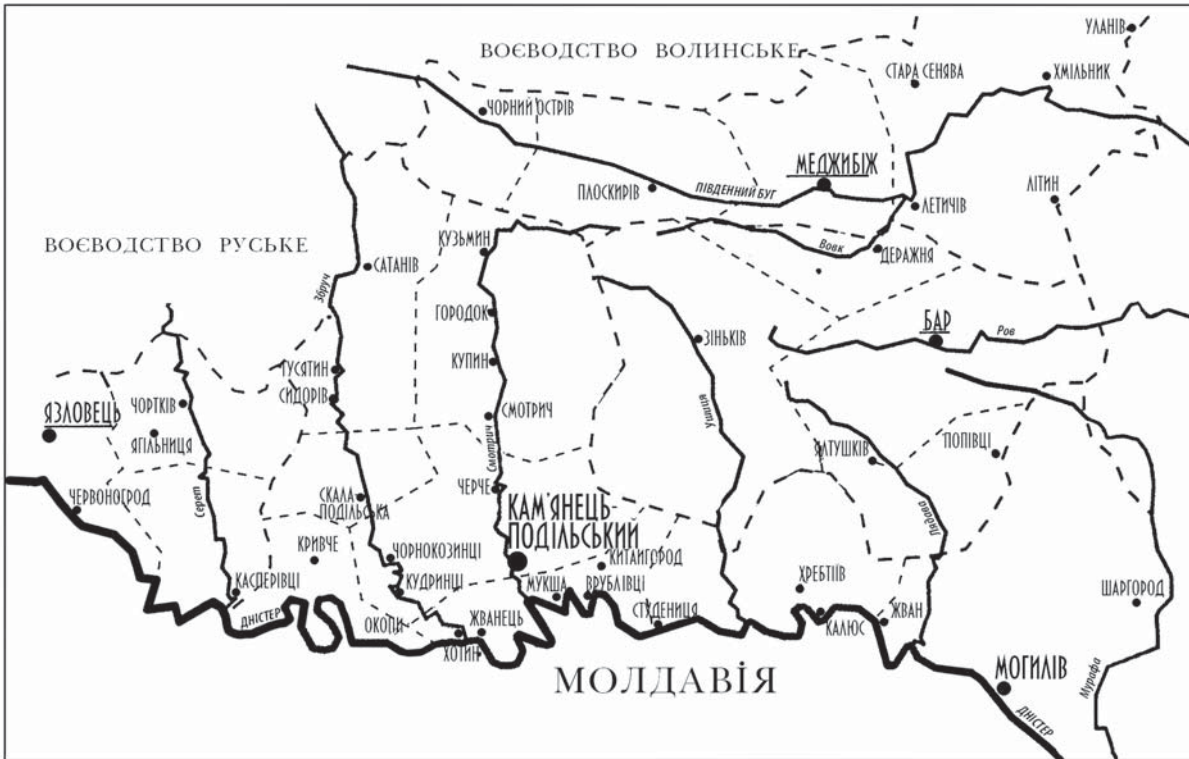 УЛАНІВ
ВОЄВОДСТВО ВОЛИНСЬКЕ
СТАРА СЕНЯВА
ХМІЛЬНИК
ЧОРНИЙ ОСТРІВ
МЕДЖИБІЖ
ПЛОСКИРІВ
ПІВДЕННИЙ БУГ
ЛІТИН
ЛЕТИЧІВ
ВОЄВОДСТВО РУСЬКЕ
КУЗЬМИН
Вовк
ДЕРАЖНЯ
САТАНІВ
Збруч
ГОРОДОК
БАР
Ров
ЗІНЬКІВ
КУПИН
ГУСЯТИН
СИДОРІВ
ЧОРТКІВ
ЯЗЛОВЕЦЬ
СМОТРИЧ
Ушиця
ЯГІЛЬНИЦЯ
ПОПІВЦІ
ЯЛТУШКІВ
Смотрич
ЧЕРЧЕ
ЧЕРВОНОГРОД
Серет
СКАЛА
ПОДІЛЬСЬКА
КАМ'ЯНЕЦЬ-
ПОДІЛЬСЬКИЙ
Лядава
КРИВЧЕ
ЧОРНОКОЗИНЦІ
КИТАЙГОРОД
КАСПЕРІВЦІ
КУДРИНЦІ
МУКША
ВРУБЛІВЦІ
ХРЕБТІЇВ
ШАРГОРОД
ДНІСТЕР
ОКОПИ
ЖВАНЕЦЬ
СТУДЕНИЦЯ
КАЛЮС
ЖВАН
ХОТИН
МОЛДАВІЯ
МОГИЛІВ
Мурафа
ДНІСТЕР